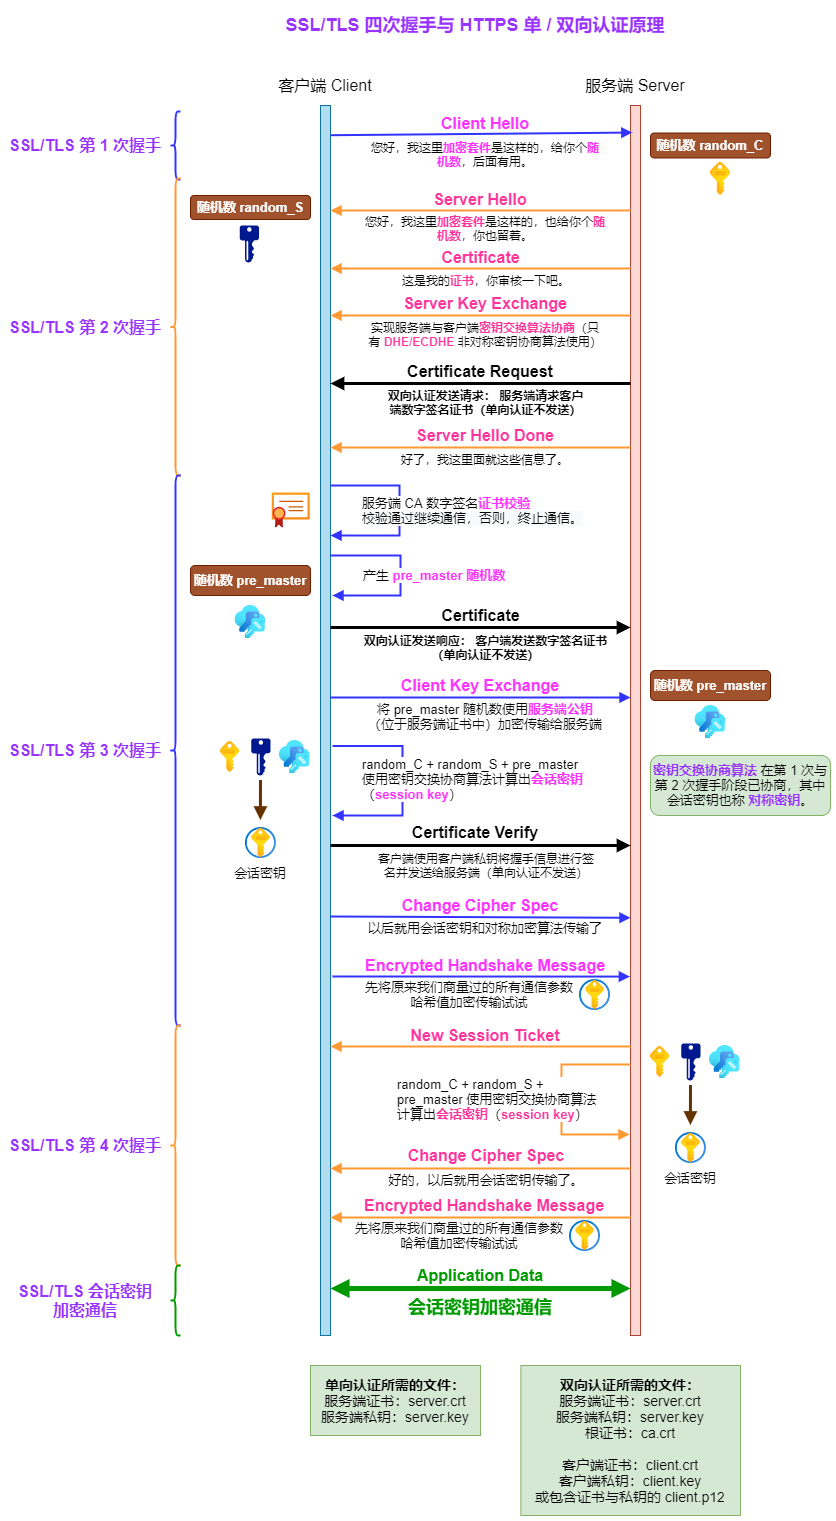 SSL/TLS 四次握手与 HTTPS 单 / 双向认证原理
客户端 Client
服务端 Server
SSL/TLS 第 1 次握手
Client Hello
您好，我这里加密套件是这样的，给你个随
机数，后面有用。
随机数 random_C
SSL/TLS 第 2 次握手
随机数 random_S
Server Hello
您好，我这里加密套件是这样的，也给你个随
机数，你也留着。
Certificate
这是我的证书，你审核一下吧。
Server Key Exchange
实现服务端与客户端密钥交换算法协商（只
有 DHE/ECDHE 非对称密钥协商算法使用）
Certificate Request
双向认证发送请求： 服务端请求客户
端数字签名证书（单向认证不发送）
Server Hello Done
好了，我这里面就这些信息了。
SSL/TLS 第 3 次握手
服务端 CA 数字签名证书校验
校验通过继续通信，否则，终止通信。
随机数 pre_master
产生 pre_master 随机数
Certificate
双向认证发送响应： 客户端发送数字签名证书
（单向认证不发送）
Client Key Exchange
将 pre_master 随机数使用服务端公钥
（位于服务端证书中）加密传输给服务端
随机数 pre_master
random_C + random_S + pre_master
使用密钥交换协商算法计算出会话密钥
（session key）
会话密钥
密钥交换协商算法 在第 1 次与
第 2 次握手阶段已协商，其中
会话密钥也称 对称密钥。
Certificate Verify
客户端使用客户端私钥将握手信息进行签
名并发送给服务端（单向认证不发送）
Change Cipher Spec
以后就用会话密钥和对称加密算法传输了
Encrypted Handshake Message
先将原来我们商量过的所有通信参数
哈希值加密传输试试
SSL/TLS 第 4 次握手
New Session Ticket
random_C + random_S +
pre_master 使用密钥交换协商算法
计算出会话密钥（session key）
会话密钥
Change Cipher Spec
好的，以后就用会话密钥传输了。
Encrypted Handshake Message
先将原来我们商量过的所有通信参数
哈希值加密传输试试
SSL/TLS 会话密钥
加密通信
Application Data
会话密钥加密通信
单向认证所需的文件：
服务端证书：server.crt
服务端私钥：server.key
双向认证所需的文件：
服务端证书：server.crt
服务端私钥：server.key
根证书：ca.crt
客户端证书：client.crt
客户端私钥：client.key
或包含证书与私钥的 client.p12